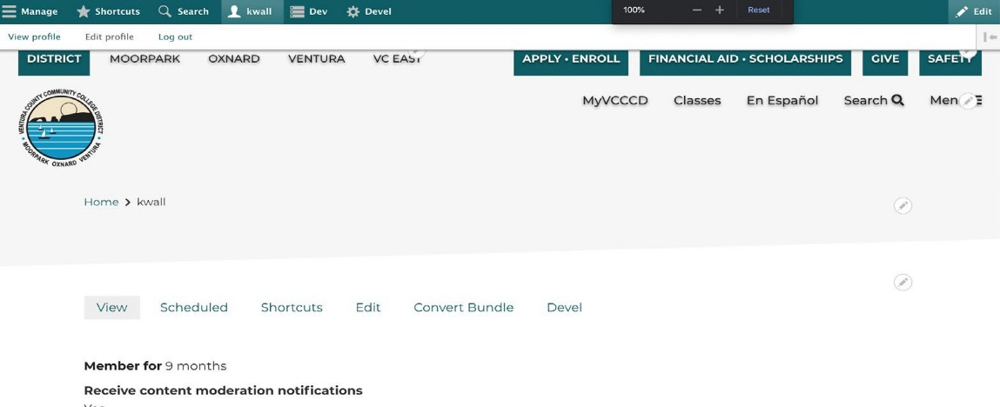 Manage Shortcuts Search kwall Dev Devel 100% Reset Edit
View profile Edit profile Log out
DISTRICT MOORPARK OXNARD VENTURA VC EAST APPLY • ENROLL FINANCIAL AID • SCHOLARSHIPS GIVE SAFETY
VENTURA COUNTY COMMUNITY COLLEGE DISTRICT
MOORPARK OXNARD VENTURA
MyVCCCD Classes En Español Search Men
Home > kwall
View Scheduled Shortcuts Edit Convert Bundle Devel
Member for 9 months
Receive content moderation notifications